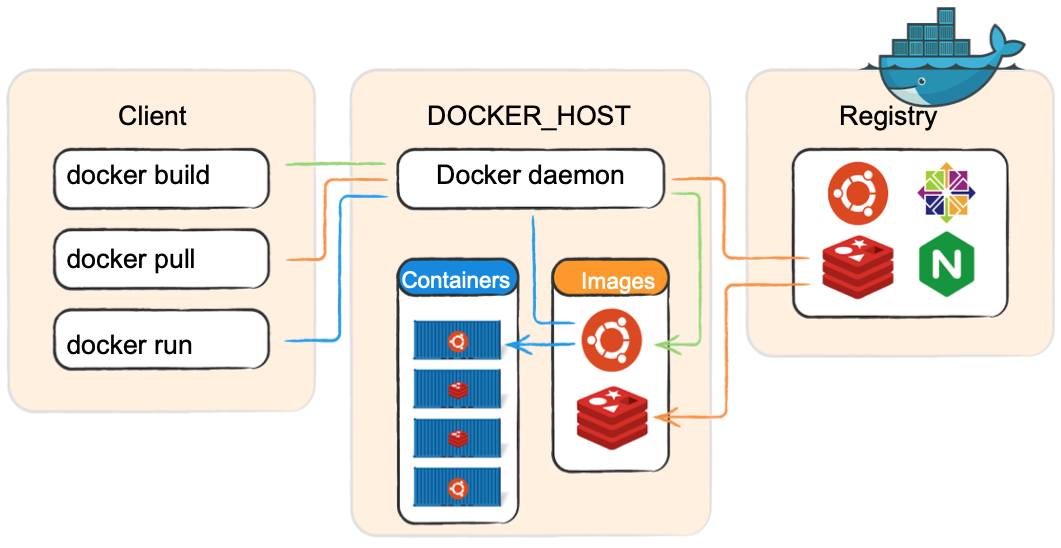 Client
docker build
docker pull
docker run
DOCKER_HOST
Docker daemon
Containers
Images
Registry
N